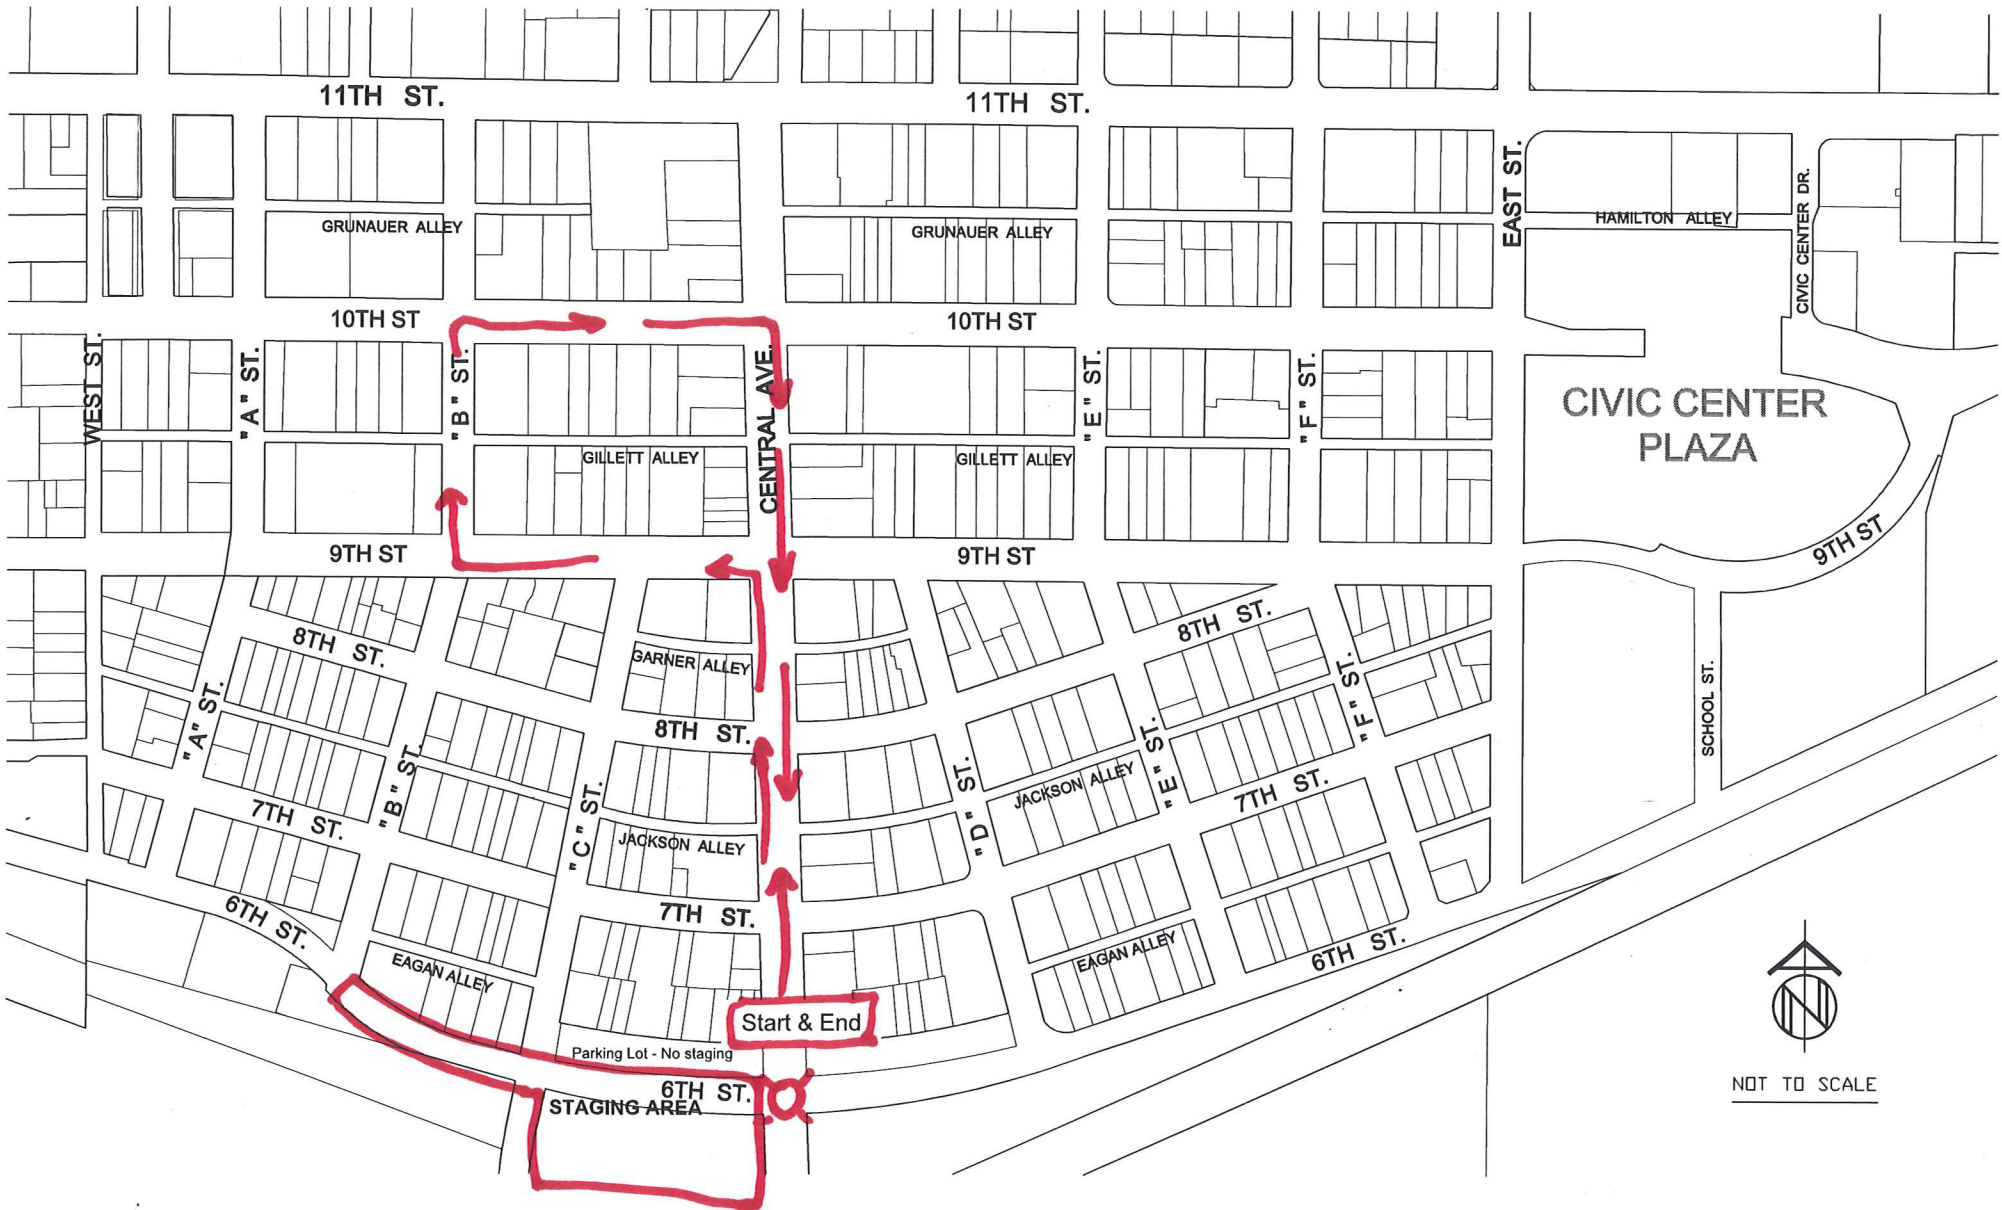 11TH ST.
11TH ST.
EAST ST.
CIVIC CENTER DR.
GRUNAUER ALLEY
GRUNAUER ALLEY
HAMILTON ALLEY
10TH ST
10TH ST
WEST ST.
"A" ST.
"B" ST.
CENTRAL AVE.
"E" ST.
"F" ST.
CIVIC CENTER
PLAZA
GILLETT ALLEY
GILLETT ALLEY
9TH ST
9TH ST
9TH ST
8TH ST.
8TH ST.
GARNER ALLEY
"A" ST.
"F" ST.
SCHOOL ST.
8TH ST.
"B" ST.
"C" ST.
"D" ST.
"E" ST.
JACKSON ALLEY
7TH ST.
7TH ST.
JACKSON ALLEY
6TH ST.
7TH ST.
EAGAN ALLEY
EAGAN ALLEY
6TH ST.
Start & End
Parking Lot - No staging
6TH ST.
STAGING AREA
N
NOT TO SCALE